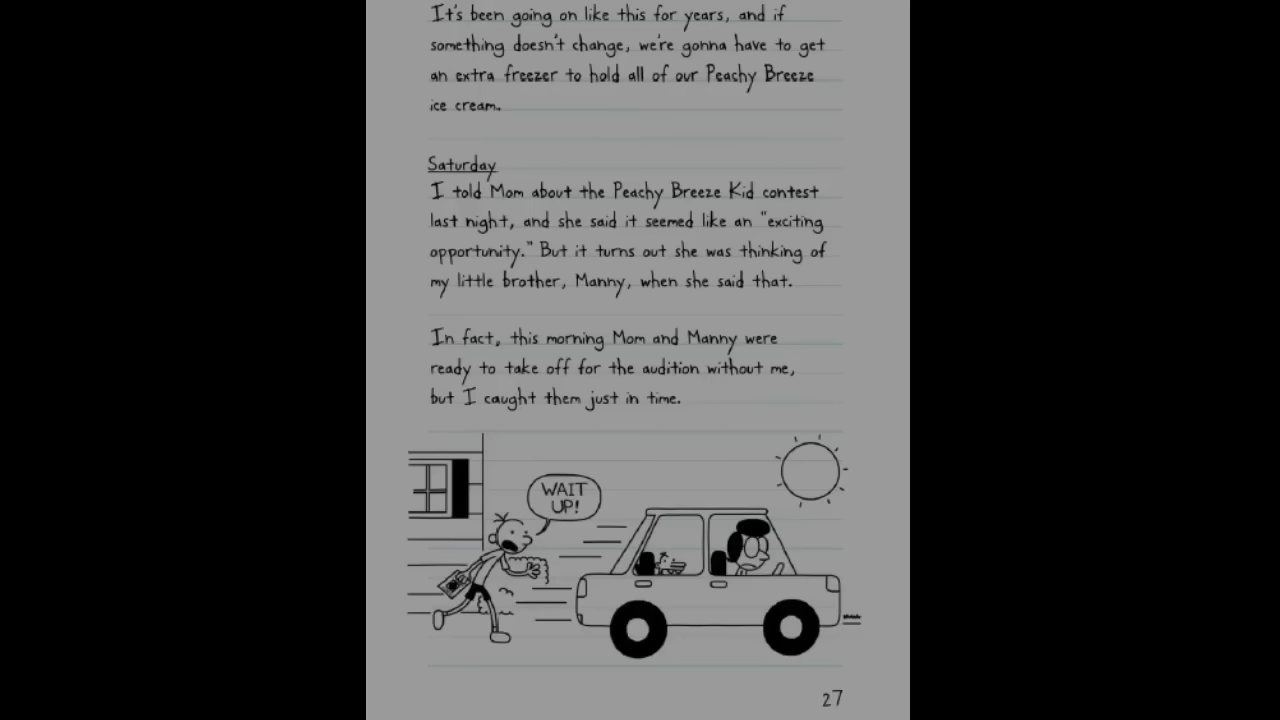 It's been going on like this for years, and if
something doesn't change, we're gonna have to get
an extra freezer to hold all of our Peachy Breeze
ice cream.
Saturday
I told Mom about the Peachy Breeze Kid contest
last night, and she said it seemed like an "exciting
opportunity." But it turns out she was thinking of
my little brother, Manny, when she said that.
In fact, this morning Mom and Manny were
ready to take off for the audition without me,
but I caught them just in time.
WAIT
UP!
27